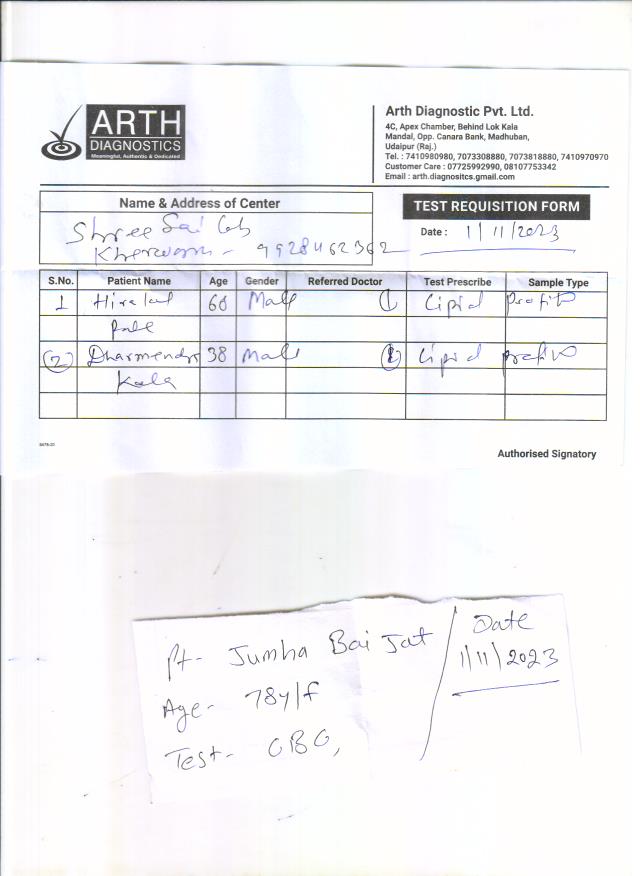 ARTH
DIAGNOSTICS
Meaningful, Authentic & Dedicated
Arth Diagnostic Pvt. Ltd.
4C, Apex Chamber, Behind Lok Kala
Mandal, Opp. Canara Bank, Madhuban,
Udaipur (Raj.)
Tel. : 7410980980, 7073308880, 7073818880, 7410970970
Customer Care : 07725992990, 08107753342
Email : arth.diagnositcs.gmail.com
Name & Address of Center
Shree Sai Lab
Kherwara - 9928462362
TEST REQUISITION FORM
Date : 1/11/2023
S.No. Patient Name Age Gender Referred Doctor Test Prescribe Sample Type
1 Hiralal 60 Male (1) Lipid profile
(2) Dharmendra 38 Male Lipid profile
Kala
Authorised Signatory
Pt- Jumha Bai Jat
Age- 78y/f
Test- CBC,
Date
1/11/2023